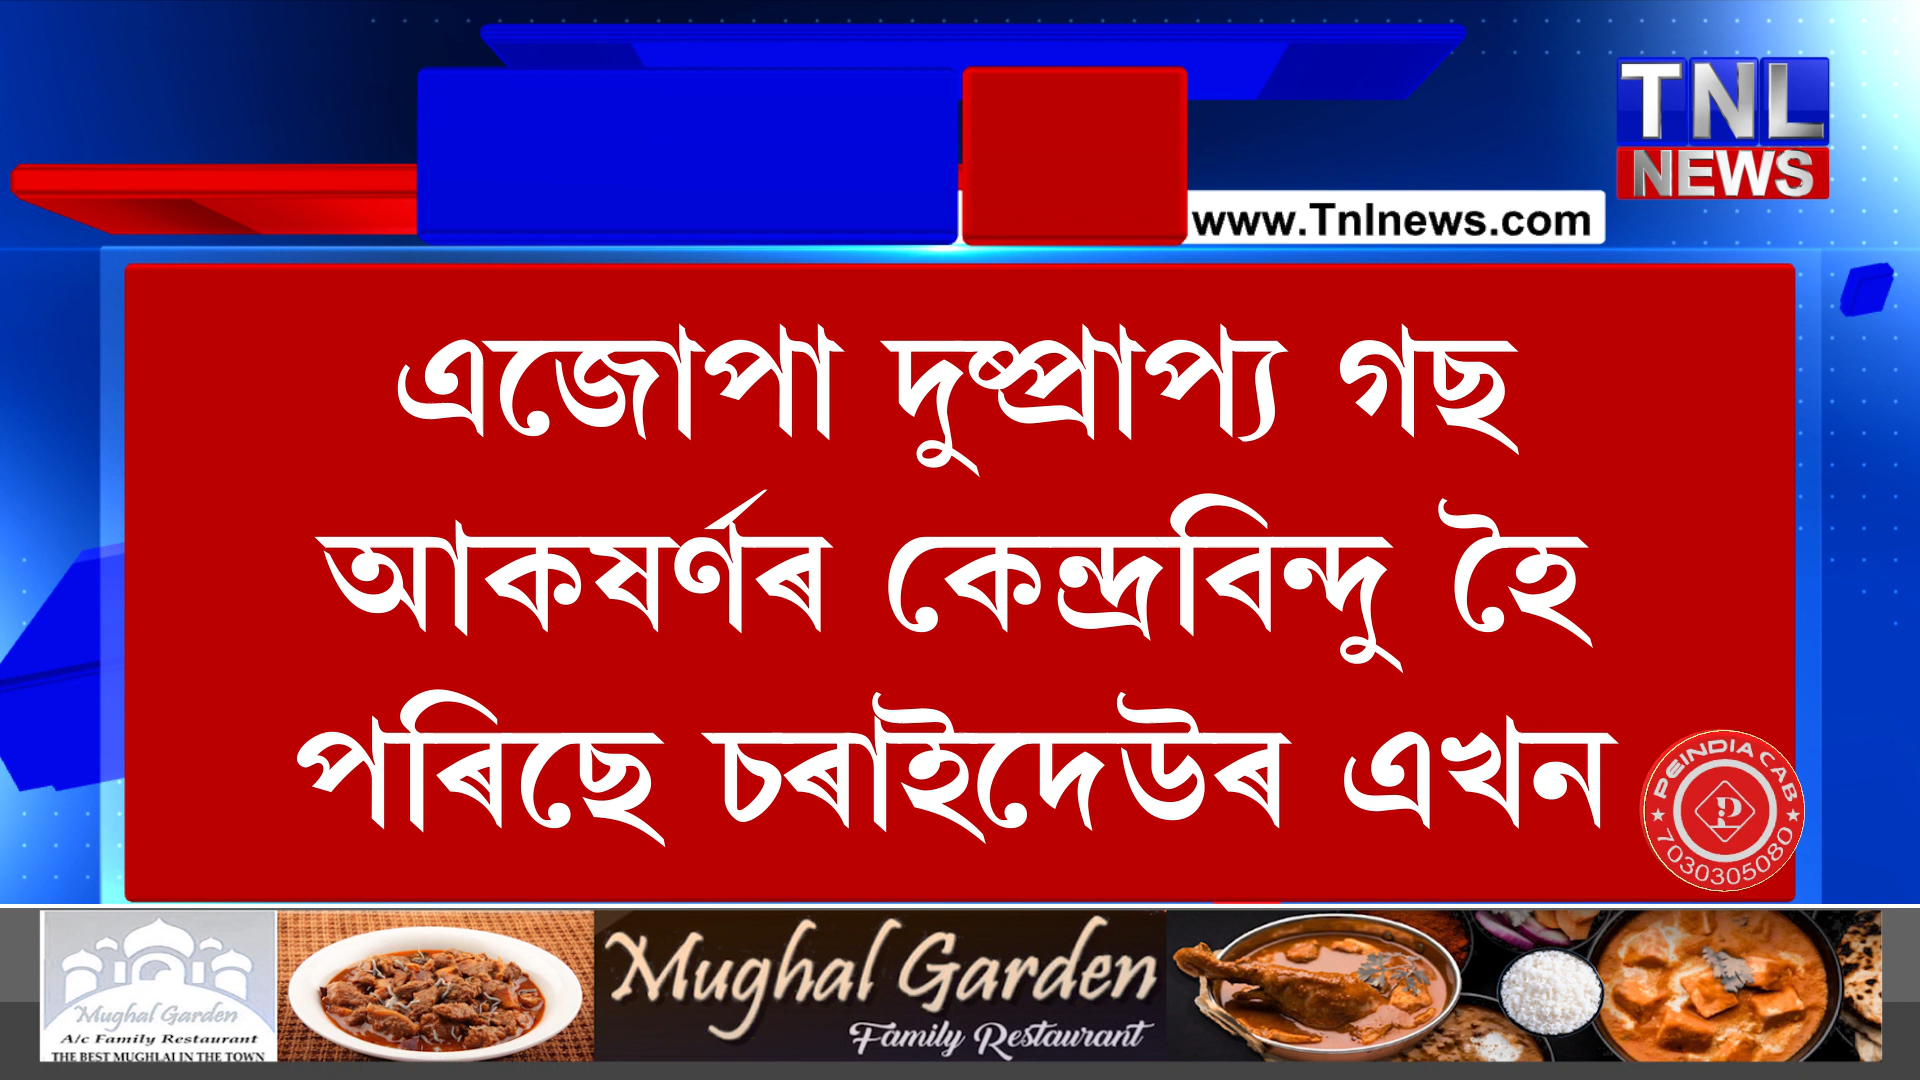 TNL
NEWS
www.Tnlnews.com
এজোপা দুষ্প্ৰাপ্য গছ
আকষৰ্ণৰ কেন্দ্ৰবিন্দু হৈ
পৰিছে চৰাইদেউৰ এখন
PEINDIA CAB
P
7030305080
Mughal Garden
A/c Family Restaurant
THE BEST MUGHLAI IN THE TOWN
Mughal Garden
Family Restaurant